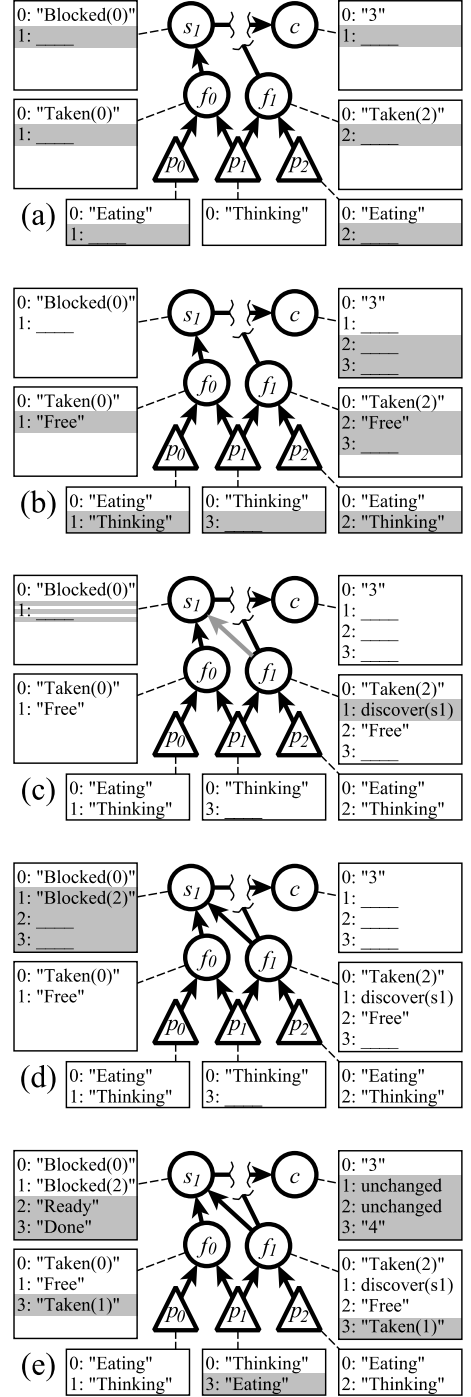 0: "Blocked(0)"
1: ____
s1
c
0: "3"
1: ____
0: "Taken(0)"
1: ____
f0
f1
0: "Taken(2)"
2: ____
p0
p1
p2
(a)
0: "Eating"
1: ____
0: "Thinking"
0: "Eating"
2: ____
0: "Blocked(0)"
1: ____
s1
c
0: "3"
1: ____
2: ____
3: ____
0: "Taken(0)"
1: "Free"
f0
f1
0: "Taken(2)"
2: "Free"
3: ____
p0
p1
p2
(b)
0: "Eating"
1: "Thinking"
0: "Thinking"
3: ____
0: "Eating"
2: "Thinking"
0: "Blocked(0)"
1: ____
s1
c
0: "3"
1: ____
2: ____
3: ____
0: "Taken(0)"
1: "Free"
f0
f1
0: "Taken(2)"
1: discover(s1)
2: "Free"
3: ____
p0
p1
p2
(c)
0: "Eating"
1: "Thinking"
0: "Thinking"
3: ____
0: "Eating"
2: "Thinking"
0: "Blocked(0)"
1: "Blocked(2)"
2: ____
3: ____
s1
c
0: "3"
1: ____
2: ____
3: ____
0: "Taken(0)"
1: "Free"
f0
f1
0: "Taken(2)"
1: discover(s1)
2: "Free"
3: ____
p0
p1
p2
(d)
0: "Eating"
1: "Thinking"
0: "Thinking"
3: ____
0: "Eating"
2: "Thinking"
0: "Blocked(0)"
1: "Blocked(2)"
2: "Ready"
3: "Done"
s1
c
0: "3"
1: unchanged
2: unchanged
3: "4"
0: "Taken(0)"
1: "Free"
3: "Taken(1)"
f0
f1
0: "Taken(2)"
1: discover(s1)
2: "Free"
3: "Taken(1)"
p0
p1
p2
(e)
0: "Eating"
1: "Thinking"
0: "Thinking"
3: "Eating"
0: "Eating"
2: "Thinking"